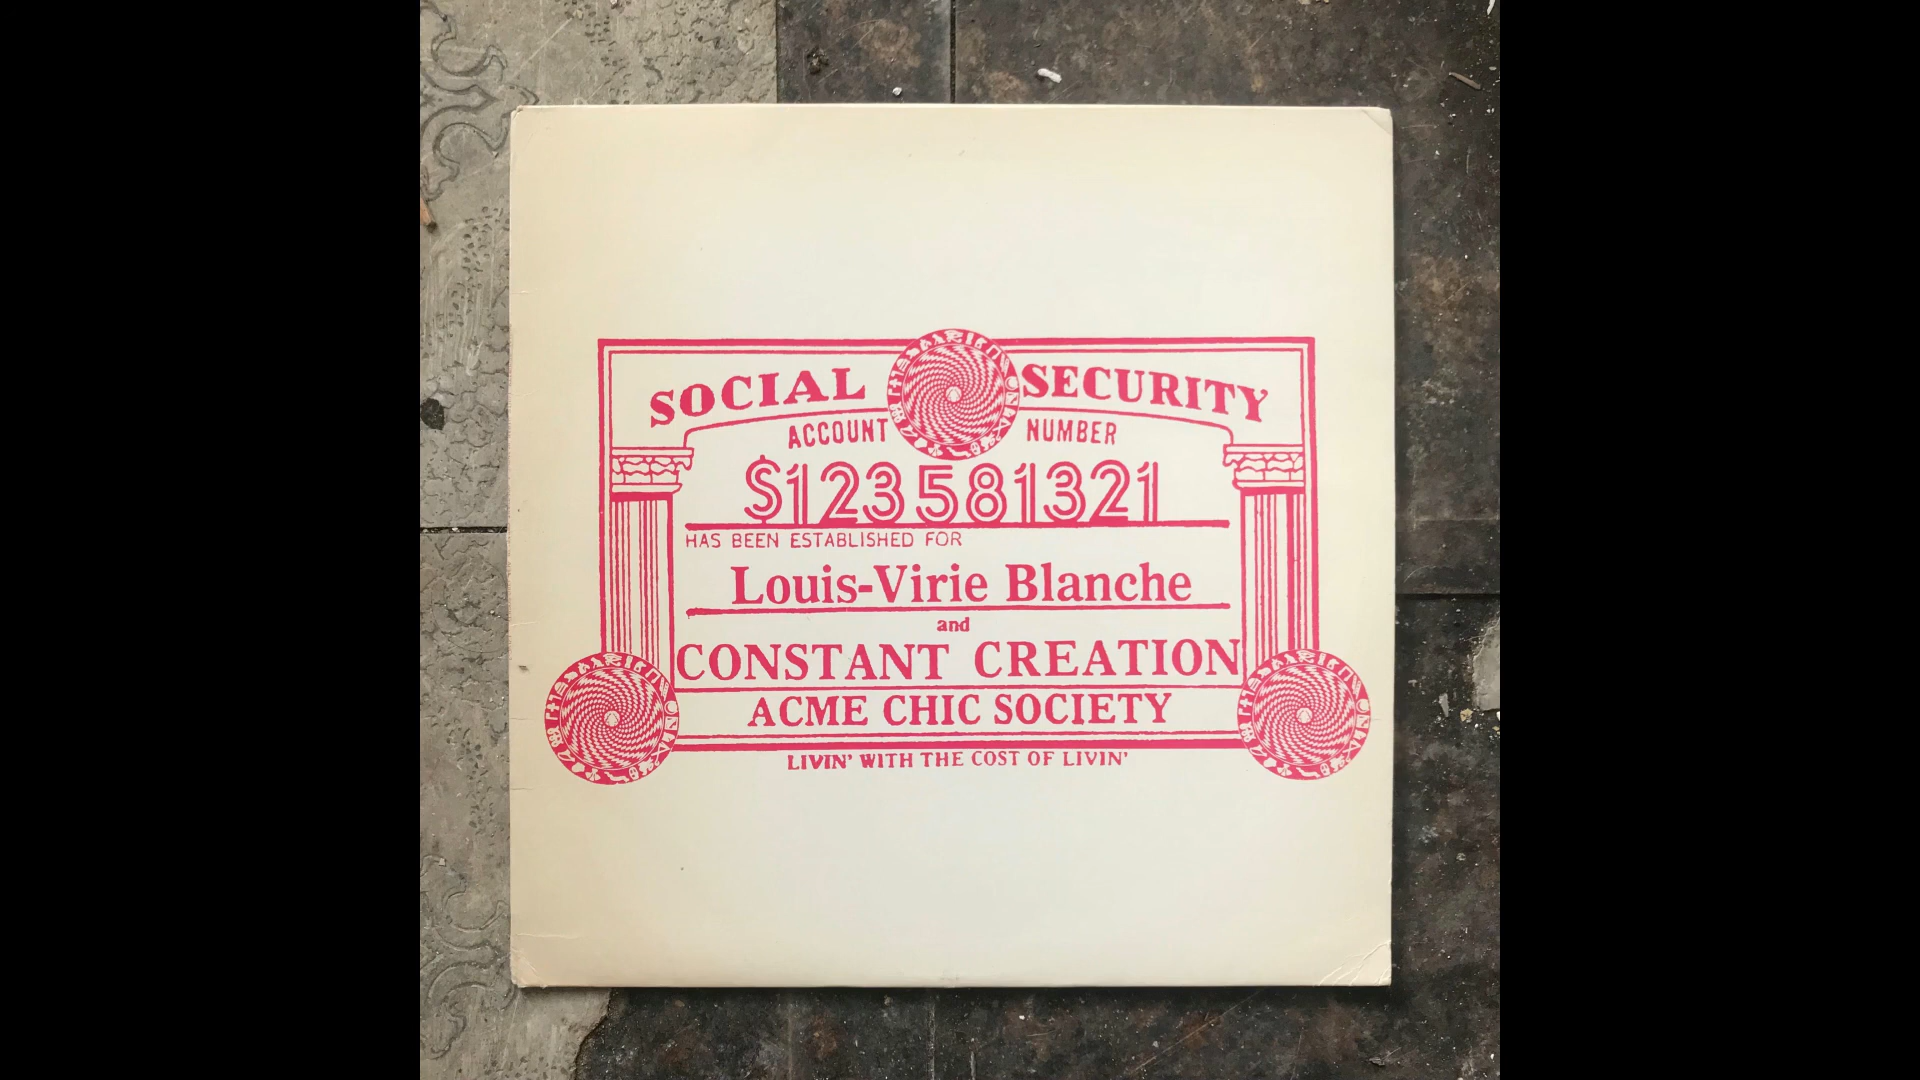 SOCIAL SECURITY
ACCOUNT NUMBER
$123581321
HAS BEEN ESTABLISHED FOR
Louis-Virie Blanche
and
CONSTANT CREATION
ACME CHIC SOCIETY
LIVIN' WITH THE COST OF LIVIN'